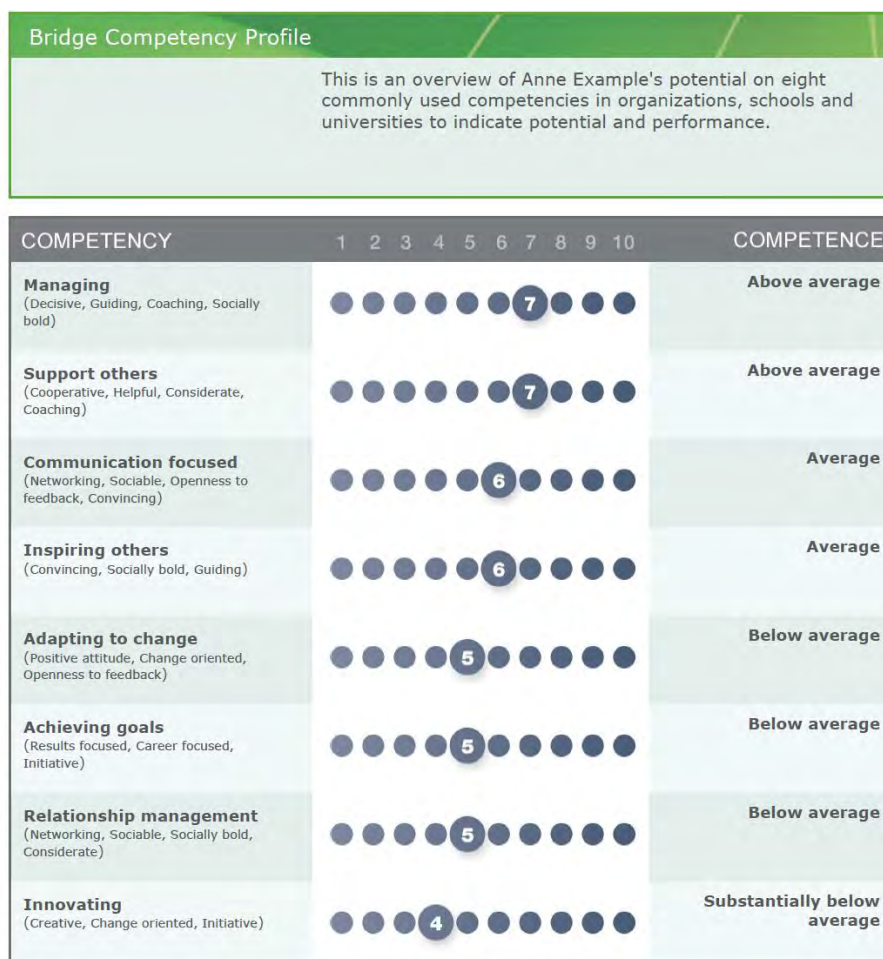 Bridge Competency Profile
This is an overview of Anne Example's potential on eight
commonly used competencies in organizations, schools and
universities to indicate potential and performance.
COMPETENCY 1 2 3 4 5 6 7 8 9 10 COMPETENCE
Managing
(Decisive, Guiding, Coaching, Socially
bold)
7
Above average
Support others
(Cooperative, Helpful, Considerate,
Coaching)
7
Above average
Communication focused
(Networking, Sociable, Openness to
feedback, Convincing)
6
Average
Inspiring others
(Convincing, Socially bold, Guiding)
6
Average
Adapting to change
(Positive attitude, Change oriented,
Openness to feedback)
5
Below average
Achieving goals
(Results focused, Career focused,
Initiative)
5
Below average
Relationship management
(Networking, Sociable, Socially bold,
Considerate)
5
Below average
Innovating
(Creative, Change oriented, Initiative)
4
Substantially below
average